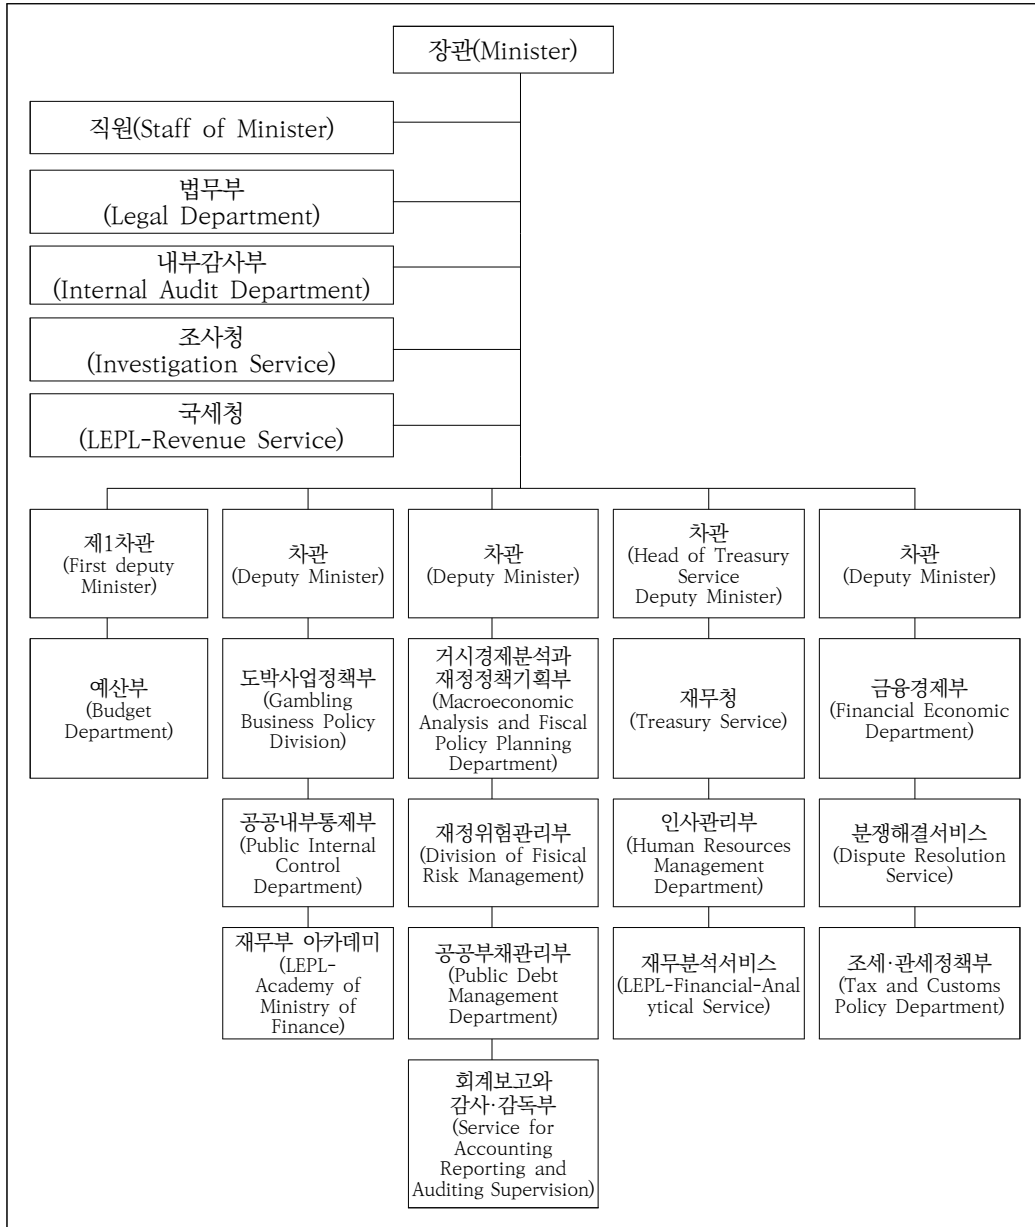 장관(Minister)
직원(Staff of Minister)
법무부
(Legal Department)
내부감사부
(Internal Audit Department)
조사청
(Investigation Service)
국세청
(LEPL-Revenue Service)
제1차관
(First deputy
Minister)
차관
(Deputy Minister)
차관
(Deputy Minister)
차관
(Head of Treasury
Service
Deputy Minister)
차관
(Deputy Minister)
예산부
(Budget
Department)
도박사업정책부
(Gambling
Business Policy
Division)
거시경제분석과
재정정책기획부
(Macroeconomic
Analysis and Fiscal
Policy Planning
Department)
재무청
(Treasury Service)
금융경제부
(Financial Economic
Department)
공공내부통제부
(Public Internal
Control
Department)
재정위험관리부
(Division of Fisical
Risk Management)
인사관리부
(Human Resources
Management
Department)
분쟁해결서비스
(Dispute Resolution
Service)
재무부 아카데미
(LEPL-
Academy of
Ministry of
Finance)
공공부채관리부
(Public Debt
Management
Department)
재무분석서비스
(LEPL-Financial-Anal
ytical Service)
조세·관세정책부
(Tax and Customs
Policy Department)
회계보고와
감사·감독부
(Service for
Accounting
Reporting and
Auditing Supervision)